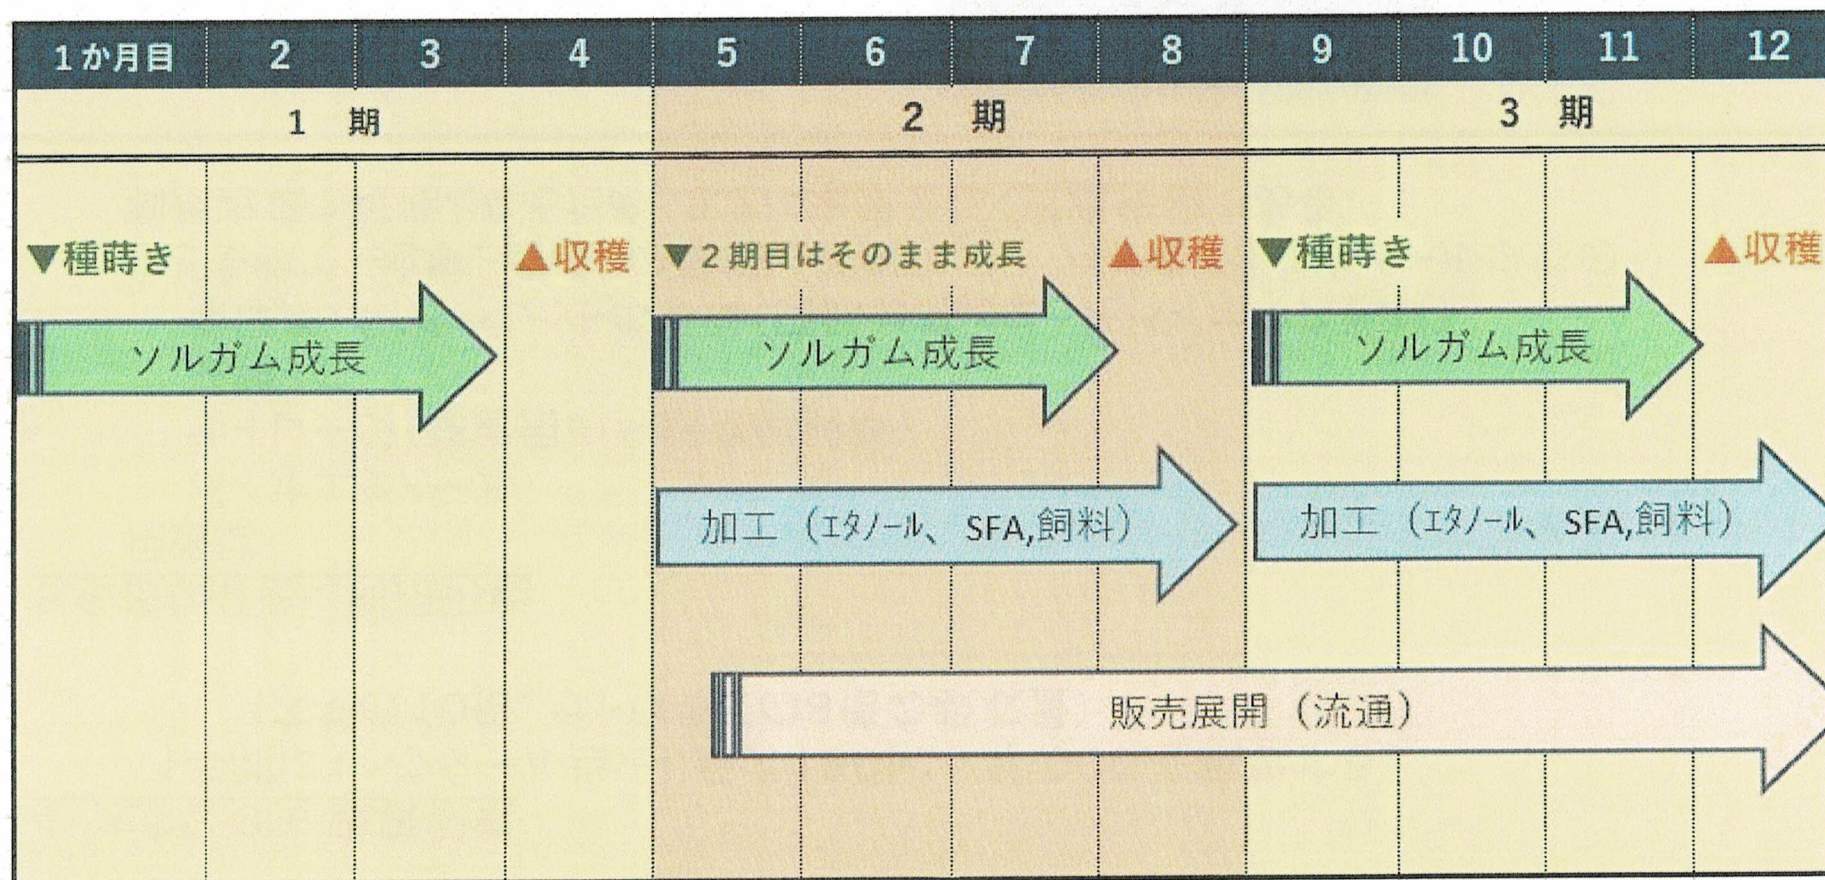 1か月目 2 3 4 5 6 7 8 9 10 11 12
1 期 2 期 3 期
▼種蒔き ▲収穫 ▼2期目はそのまま成長 ▲収穫 ▼種蒔き ▲収穫
ソルガム成長 ソルガム成長 ソルガム成長
加工（ｴﾀﾉｰﾙ、SFA,飼料） 加工（ｴﾀﾉｰﾙ、SFA,飼料）
販売展開（流通）